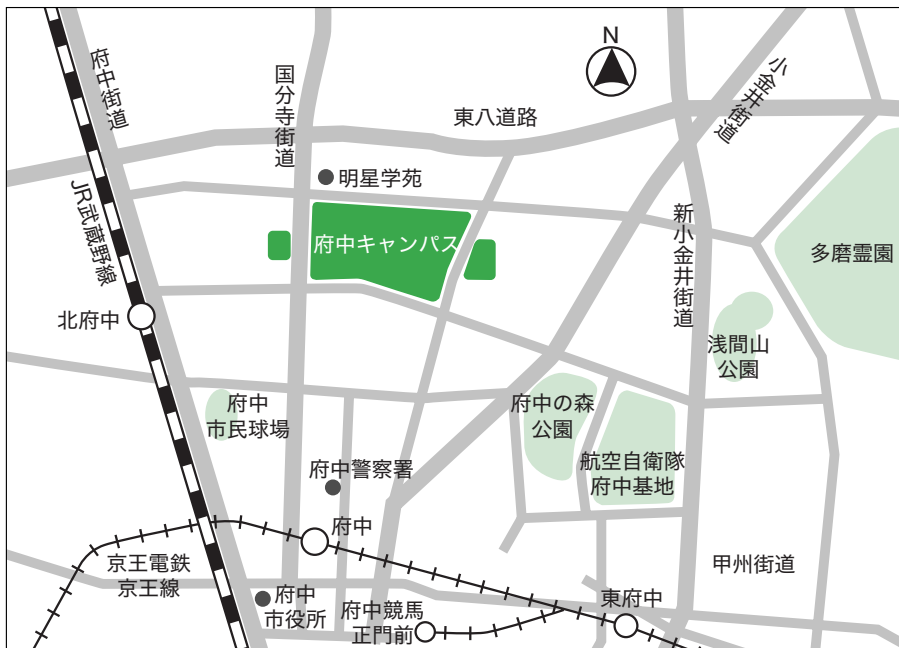 N
府中街道
国分寺街道
東八道路
小金井街道
明星学苑
JR武蔵野線
府中キャンパス
新小金井街道
多磨霊園
北府中
浅間山
公園
府中
市民球場
府中の森
公園
航空自衛隊
府中基地
府中警察署
府中
京王電鉄
京王線
甲州街道
府中
市役所
府中競馬
正門前
東府中